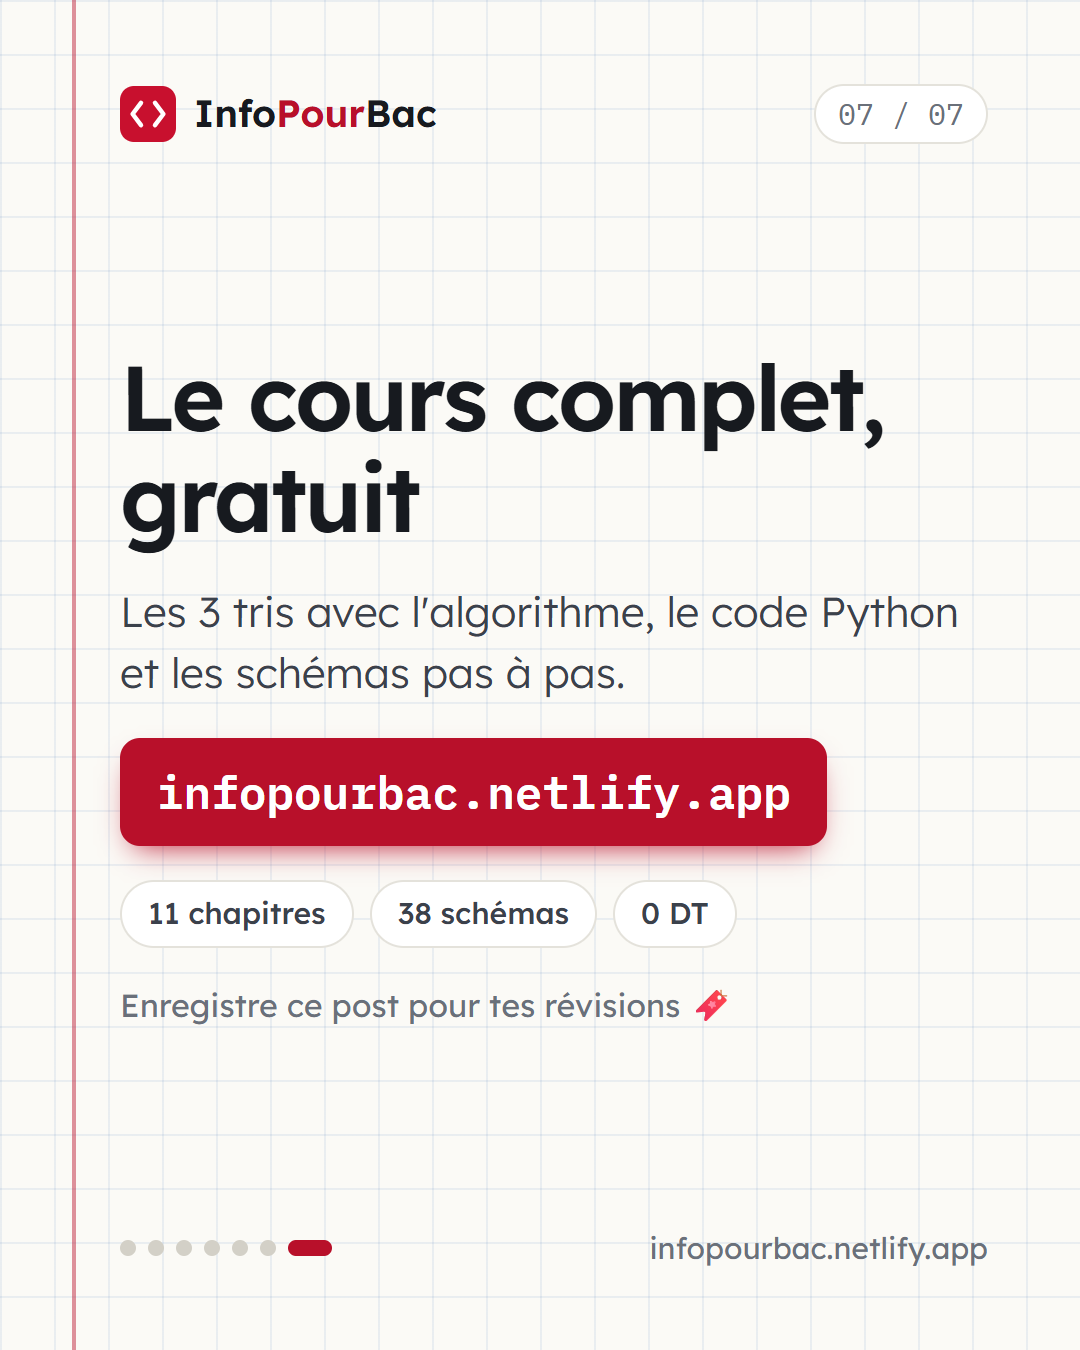 InfoPourBac
07 / 07
Le cours complet,
gratuit
Les 3 tris avec l'algorithme, le code Python
et les schémas pas à pas.
infopourbac.netlify.app
11 chapitres
38 schémas
0 DT
Enregistre ce post pour tes révisions
infopourbac.netlify.app